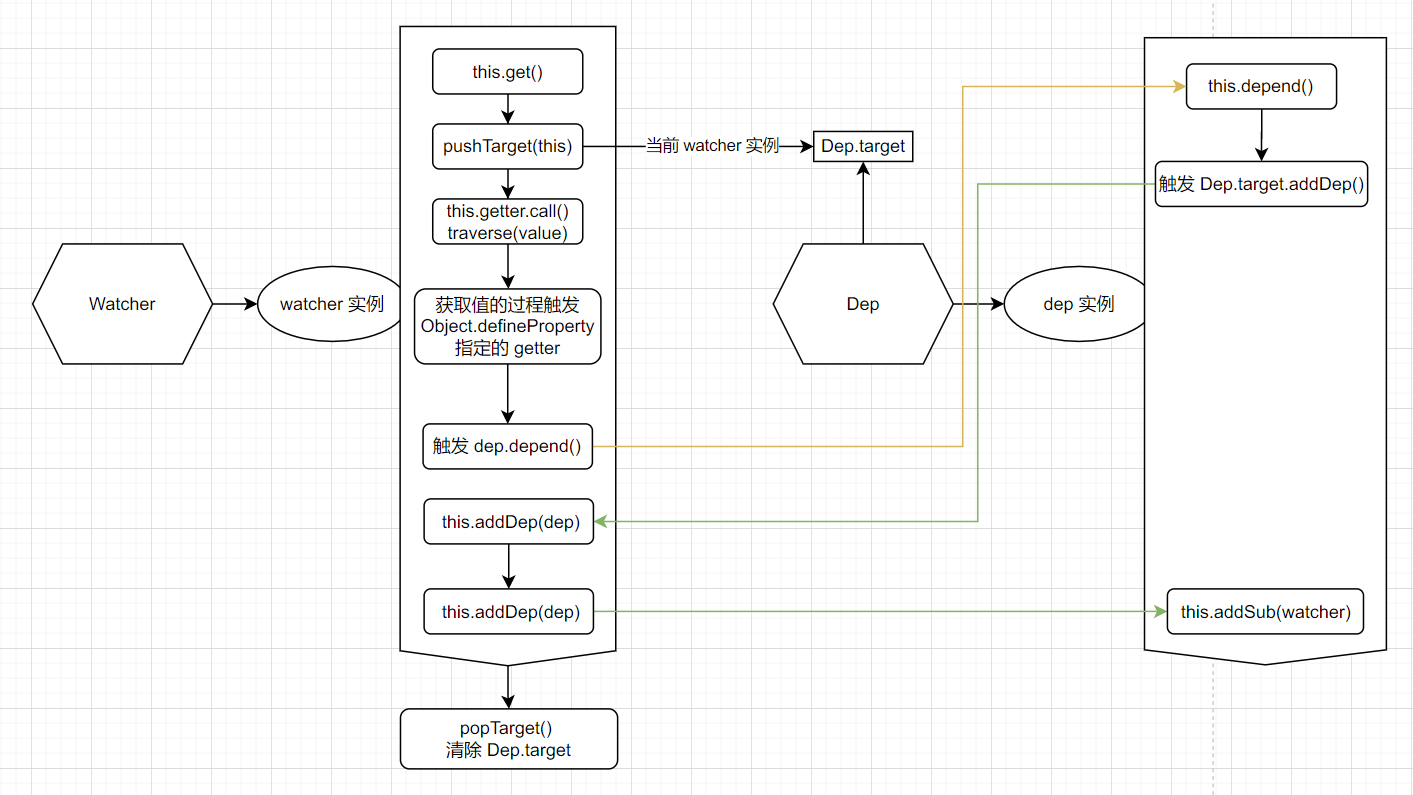 this.get()
pushTarget(this)
当前 watcher 实例
Dep.target
this.getter.call()
traverse(value)
Watcher
watcher 实例
获取值的过程触发
Object.defineProperty
指定的 getter
触发 dep.depend()
this.addDep(dep)
this.addDep(dep)
popTarget()
清除 Dep.target
Dep
dep 实例
this.depend()
触发 Dep.target.addDep()
this.addSub(watcher)